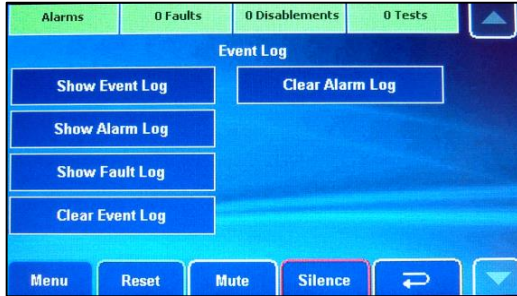 Alarms 0 Faults 0 Disablements 0 Tests
Event Log
Show Event Log Clear Alarm Log
Show Alarm Log
Show Fault Log
Clear Event Log
Menu Reset Mute Silence